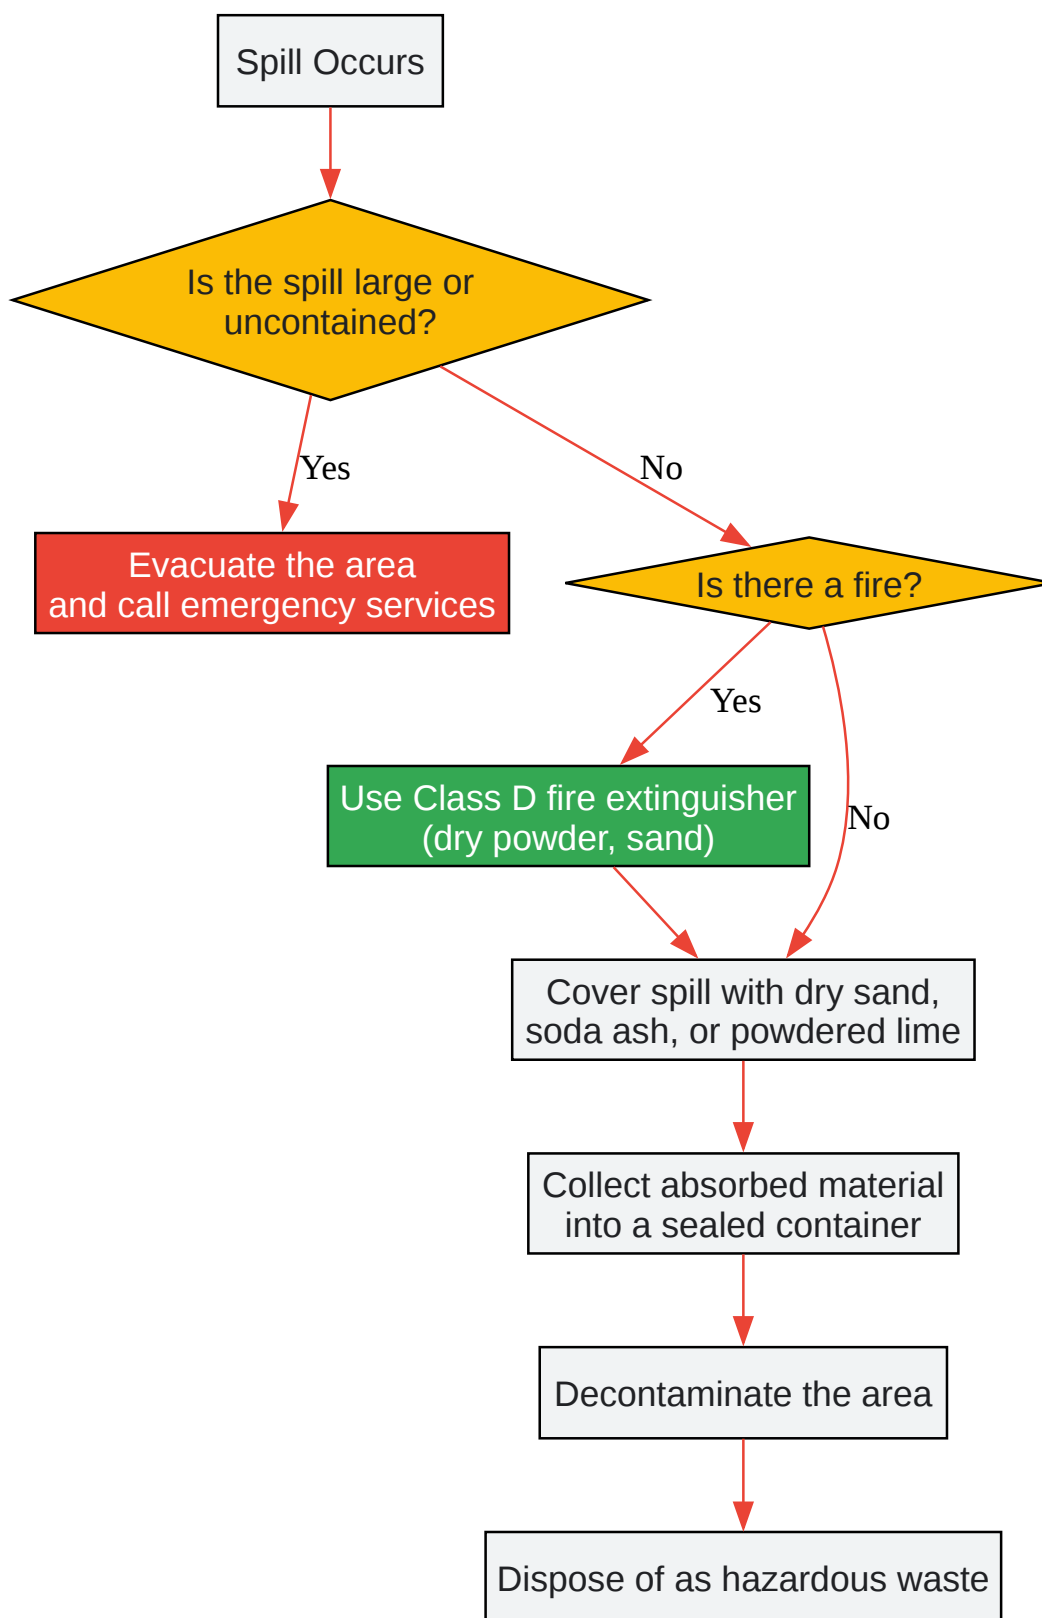 Spill Occurs
Is the spill large or
uncontained?
Yes
No
Evacuate the area
and call emergency services
Is there a fire?
Yes
Use Class D fire extinguisher
(dry powder, sand)
No
Cover spill with dry sand,
soda ash, or powdered lime
Collect absorbed material
into a sealed container
Decontaminate the area
Dispose of as hazardous waste